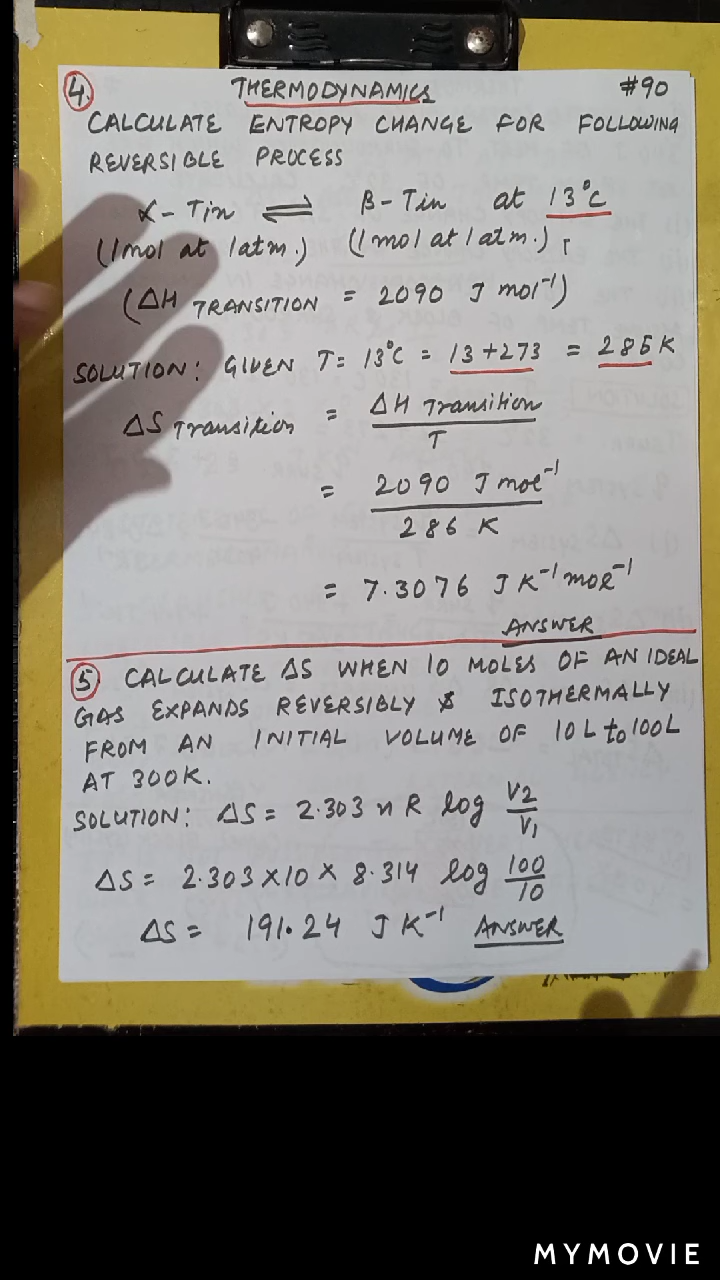 4. THERMODYNAMICS #90
CALCULATE ENTROPY CHANGE FOR FOLLOWING
REVERSIBLE PROCESS
α-Tin ⇌ β-Tin at 13°C
(1mol at 1atm.) (1mol at 1atm.)
(ΔH TRANSITION = 2090 J mol⁻¹)
SOLUTION: GIVEN T= 13°C = 13+273 = 286K
ΔS Transition = ΔH Transition / T
= 2090 J mol⁻¹ / 286 K
= 7.3076 J K⁻¹ mol⁻¹
ANSWER
5 CALCULATE ΔS WHEN 10 MOLES OF AN IDEAL
GAS EXPANDS REVERSIBLY & ISOTHERMALLY
FROM AN INITIAL VOLUME OF 10L to 100L
AT 300K.
SOLUTION: ΔS = 2.303 n R log V2/V1
ΔS = 2.303×10 × 8.314 log 100/10
ΔS = 191.24 J K⁻¹ ANSWER
MYMOVIE